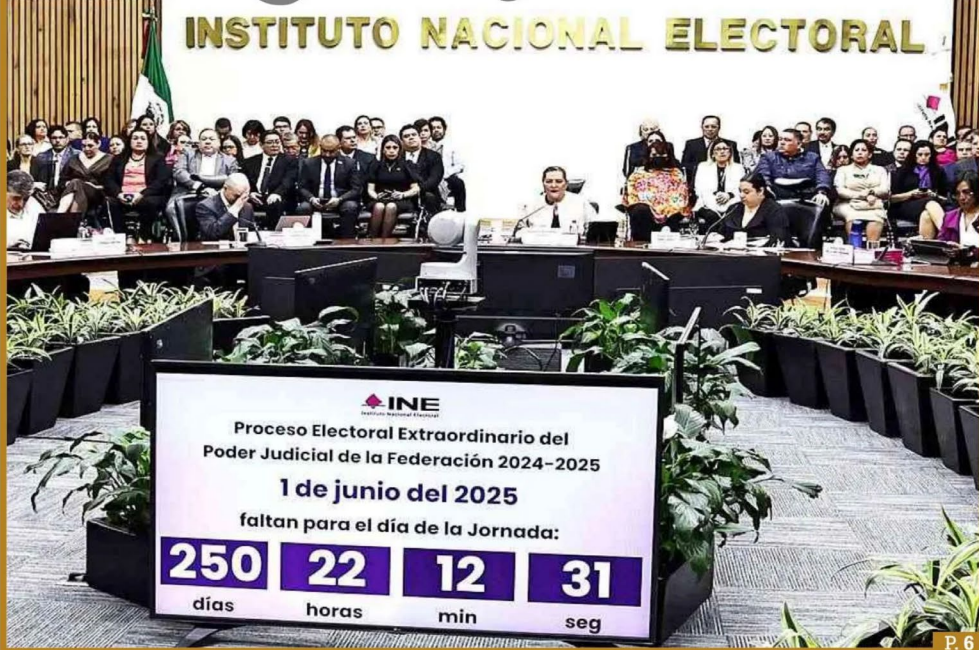 INSTITUTO NACIONAL ELECTORAL
INE
Instituto Nacional Electoral
Proceso Electoral Extraordinario del
Poder Judicial de la Federación 2024-2025
1 de junio del 2025
faltan para el día de la Jornada:
250 22 12 31
días horas min seg
P. 6